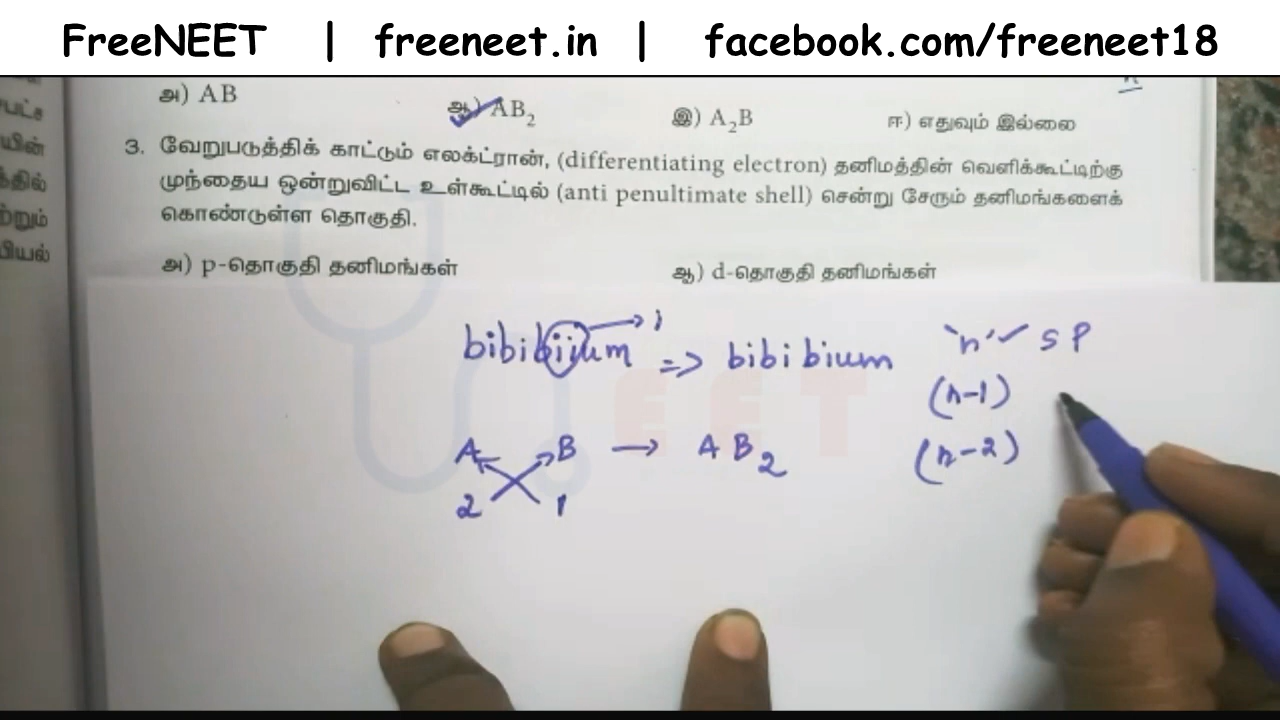 FreeNEET | freeneet.in | facebook.com/freeneet18
அ) AB ஆ) AB₂ இ) A₂B ஈ) எதுவும் இல்லை
3. வேறுபடுத்திக் காட்டும் எலக்ட்ரான், (differentiating electron) தனிமத்தின் வெளிக்கூட்டிற்கு
முந்தைய ஒன்றுவிட்ட உள்கூட்டில் (anti penultimate shell) சென்று சேரும் தனிமங்களைக்
கொண்டுள்ள தொகுதி.
அ) p-தொகுதி தனிமங்கள் ஆ) d-தொகுதி தனிமங்கள்
bibibiium → i => bibibium
'n' ✓ s p
(n-1)
(n-2)
A B → AB₂
2 1
EET